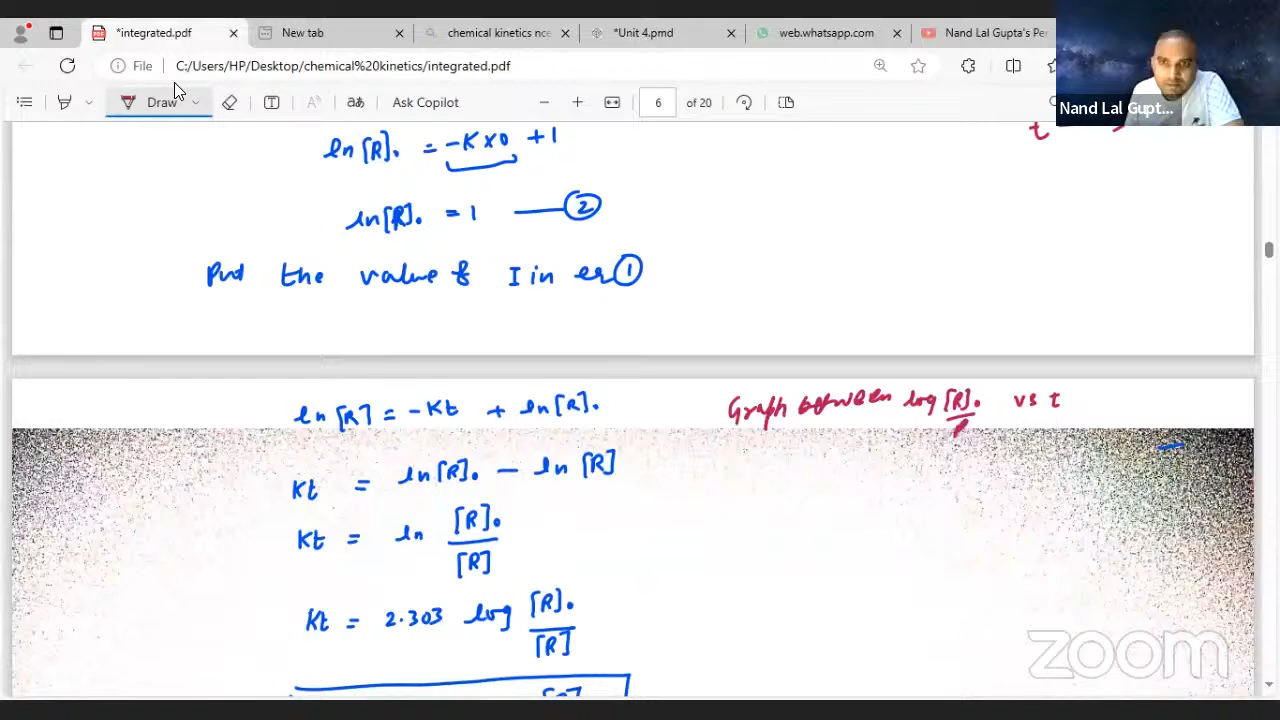 *integrated.pdf
New tab
chemical kinetics nce
*Unit 4.pmd
web.whatsapp.com
Nand Lal Gupta's Per
File
C:/Users/HP/Desktop/chemical%20kinetics/integrated.pdf
Draw
Ask Copilot
6 of 20
Nand Lal Gupt...
ln[R]₀ = -K×0 + I
t
ln[R]₀ = I — ②
Put the value of I in eq ①
ln[R] = -Kt + ln[R]₀
Graph between log [R]₀/ vs t
Kt = ln[R]₀ - ln[R]
Kt = ln [R]₀/[R]
Kt = 2.303 log [R]₀/[R]
zoom